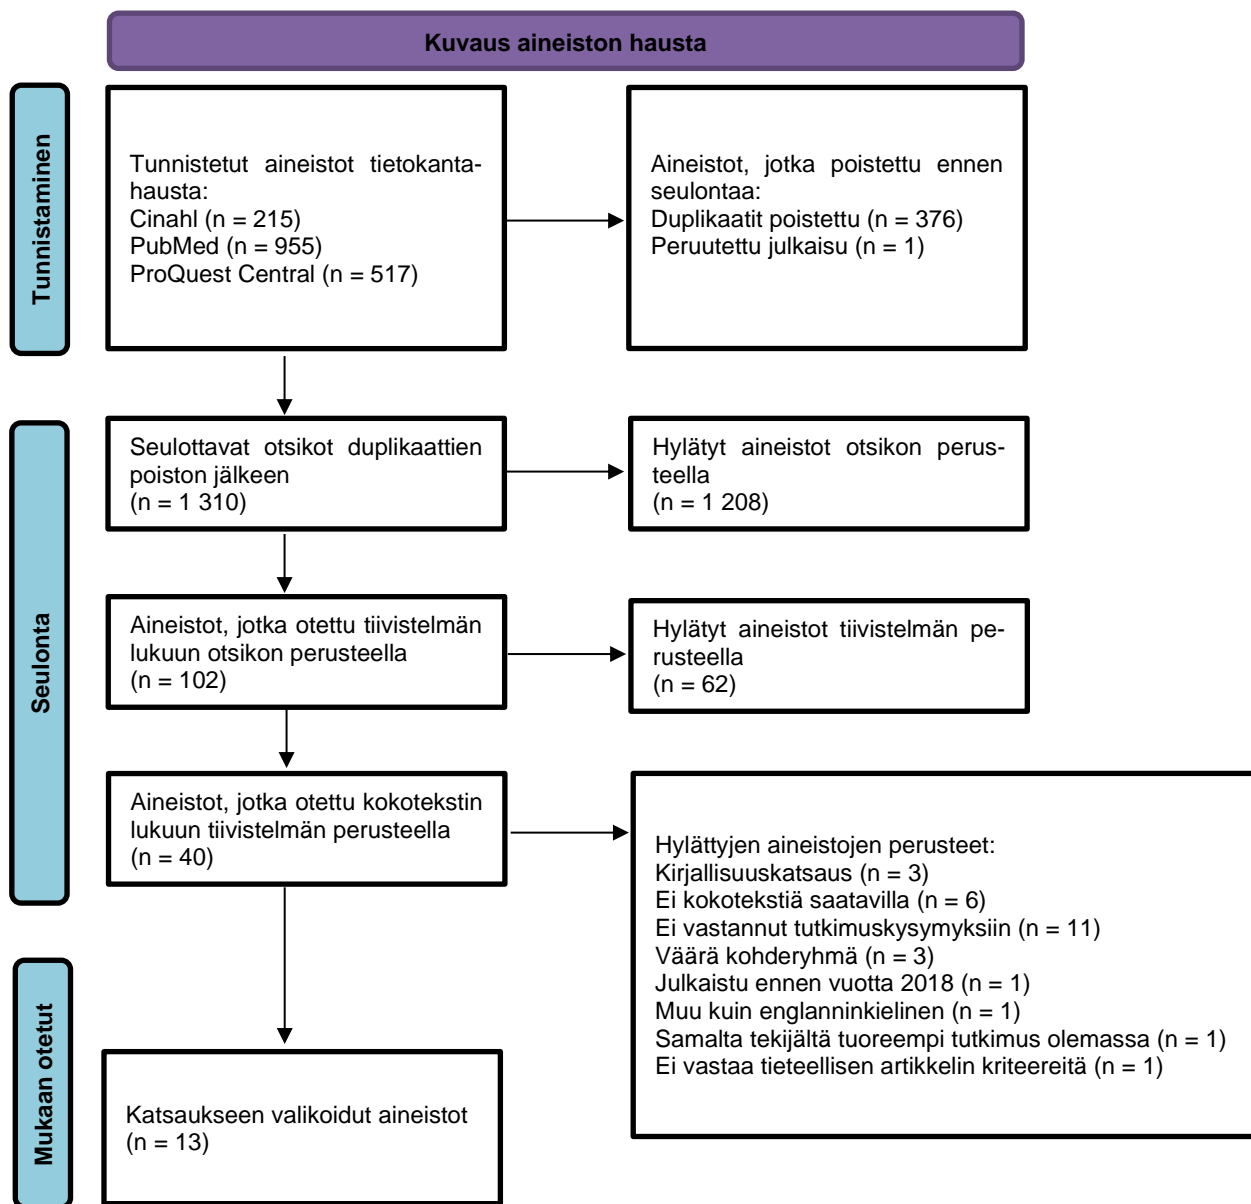 Kuvaus aineiston hausta
Tunnistaminen
Tunnistetut aineistot tietokanta-
hausta:
Cinahl (n = 215)
PubMed (n = 955)
ProQuest Central (n = 517)
Aineistot, jotka poistettu ennen
seulontaa:
Duplikaatit poistettu (n = 376)
Peruutettu julkaisu (n = 1)
Seulonta
Seulottavat otsikot duplikaattien
poiston jälkeen
(n = 1 310)
Hylätyt aineistot otsikon perus-
teella
(n = 1 208)
Aineistot, jotka otettu tiivistelmän
lukuun otsikon perusteella
(n = 102)
Hylätyt aineistot tiivistelmän pe-
rusteella
(n = 62)
Aineistot, jotka otettu kokotekstin
lukuun tiivistelmän perusteella
(n = 40)
Hylättyjen aineistojen perusteet:
Kirjallisuuskatsaus (n = 3)
Ei kokotekstiä saatavilla (n = 6)
Ei vastannut tutkimuskysymyksiin (n = 11)
Väärä kohderyhmä (n = 3)
Julkaistu ennen vuotta 2018 (n = 1)
Muu kuin englanninkielinen (n = 1)
Samalta tekijältä tuoreempi tutkimus olemassa (n = 1)
Ei vastaa tieteellisen artikkelin kriteereitä (n = 1)
Mukaan otetut
Katsaukseen valikoidut aineistot
(n = 13)